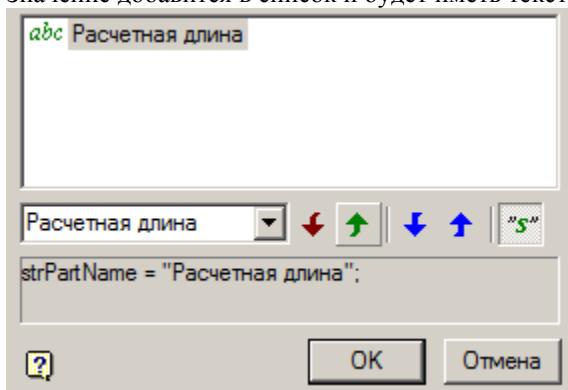 Значение добавится в список и будет иметь текст
abc Расчетная длина
Расчетная длина
"s"
strPartName = "Расчетная длина";
?
OK
Отмена